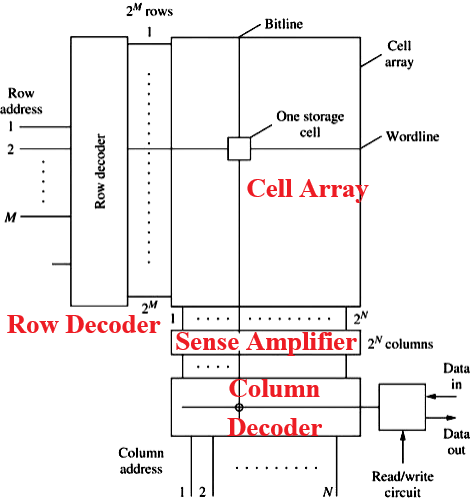 2^M rows
1
Bitline
Cell
array
Row
address
1
2
M
Row decoder
One storage
cell
Wordline
Cell Array
2^M
Row Decoder
1
2^N
Sense Amplifier
2^N columns
Column
Decoder
Data
in
Data
out
Column
address
1
2
N
Read/write
circuit